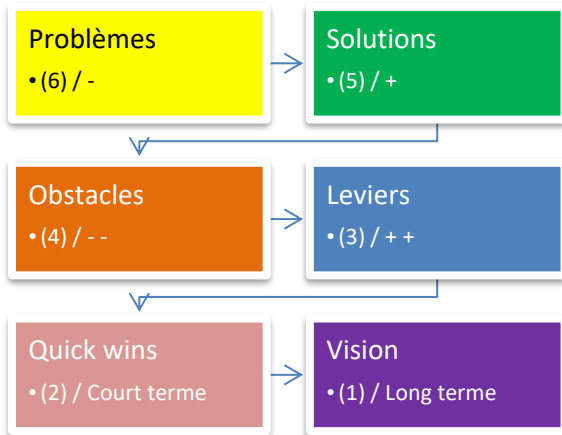 Problèmes
• (6) / -
Solutions
• (5) / +
Obstacles
• (4) / - -
Leviers
• (3) / + +
Quick wins
• (2) / Court terme
Vision
• (1) / Long terme